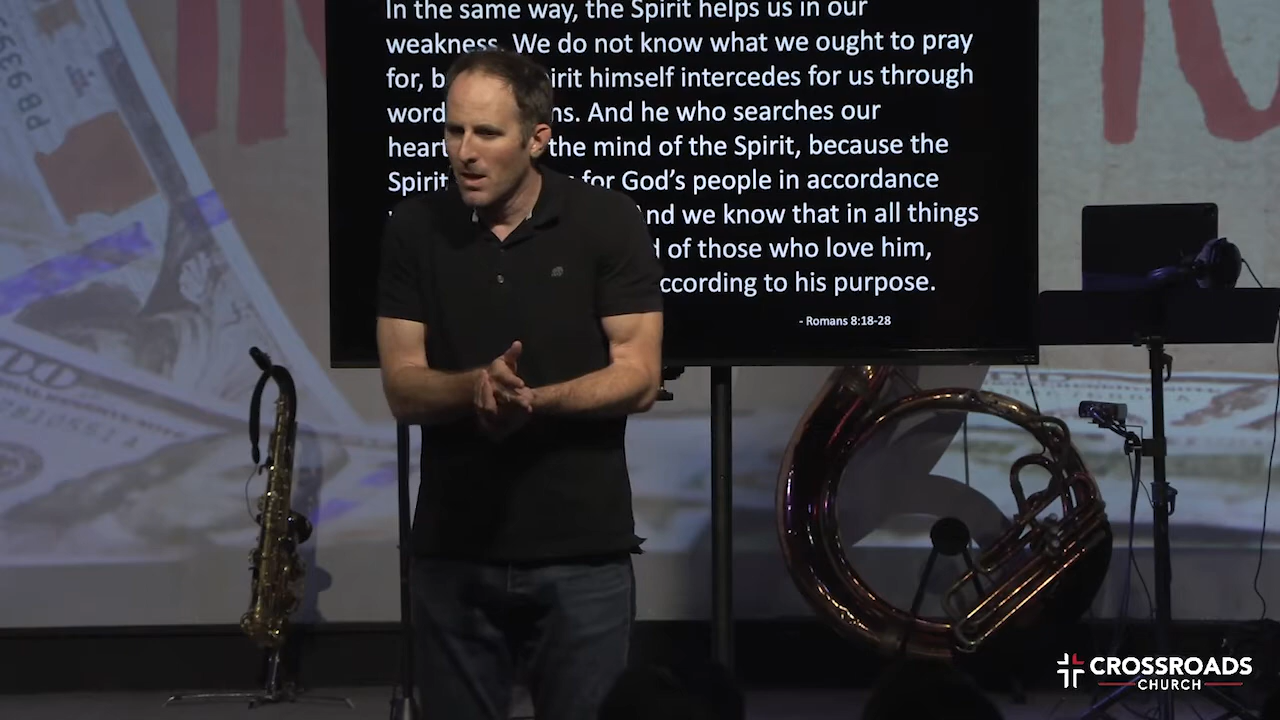 In the same way, the Spirit helps us in our
weakness. We do not know what we ought to pray
for, irit himself intercedes for us through
word ns. And he who searches our
heart the mind of the Spirit, because the
Spirit for God's people in accordance
nd we know that in all things
d of those who love him,
ccording to his purpose.
- Romans 8:18-28
CROSSROADS
CHURCH